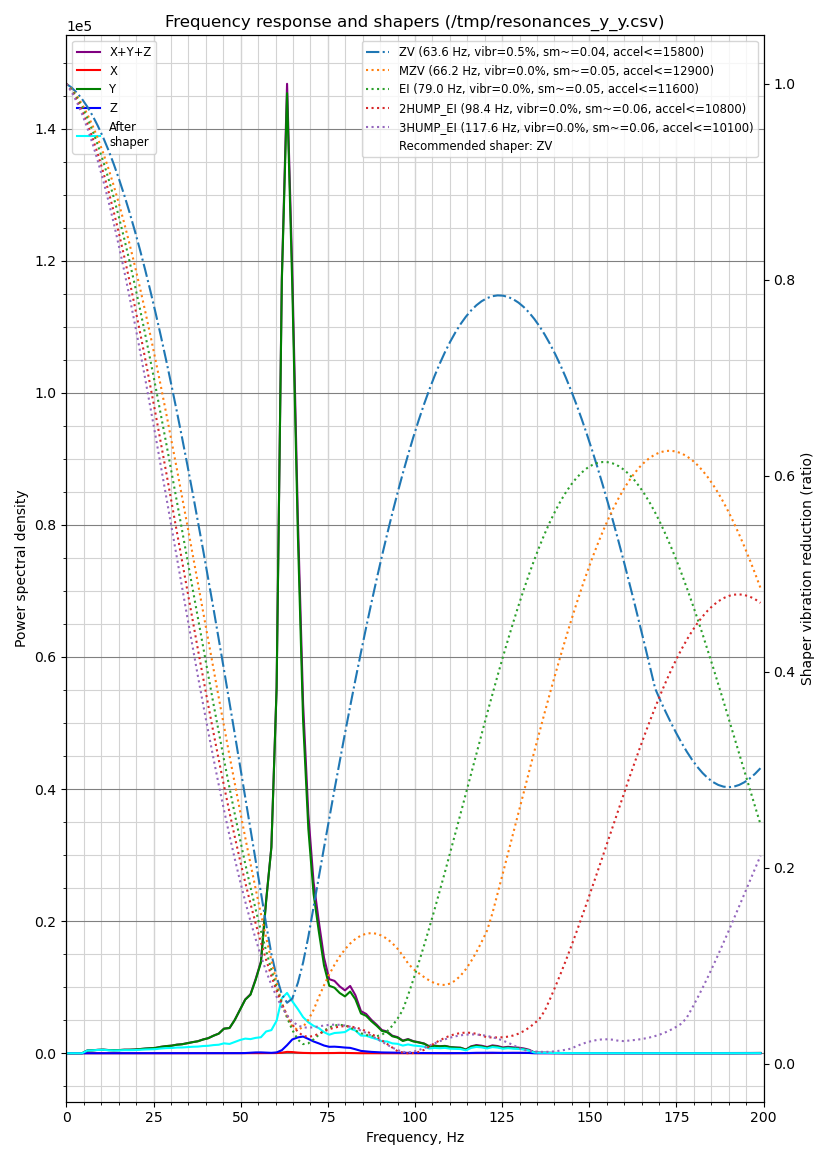 Frequency response and shapers (/tmp/resonances_y_y.csv)
1e5
X+Y+Z
X
Y
Z
After
shaper
ZV (63.6 Hz, vibr=0.5%, sm~=0.04, accel<=15800)
MZV (66.2 Hz, vibr=0.0%, sm~=0.05, accel<=12900)
EI (79.0 Hz, vibr=0.0%, sm~=0.05, accel<=11600)
2HUMP_EI (98.4 Hz, vibr=0.0%, sm~=0.06, accel<=10800)
3HUMP_EI (117.6 Hz, vibr=0.0%, sm~=0.06, accel<=10100)
Recommended shaper: ZV
Power spectral density
1.4
1.2
1.0
0.8
0.6
0.4
0.2
0.0
1.0
0.8
0.6
0.4
0.2
0.0
Shaper vibration reduction (ratio)
0 25 50 75 100 125 150 175 200
Frequency, Hz